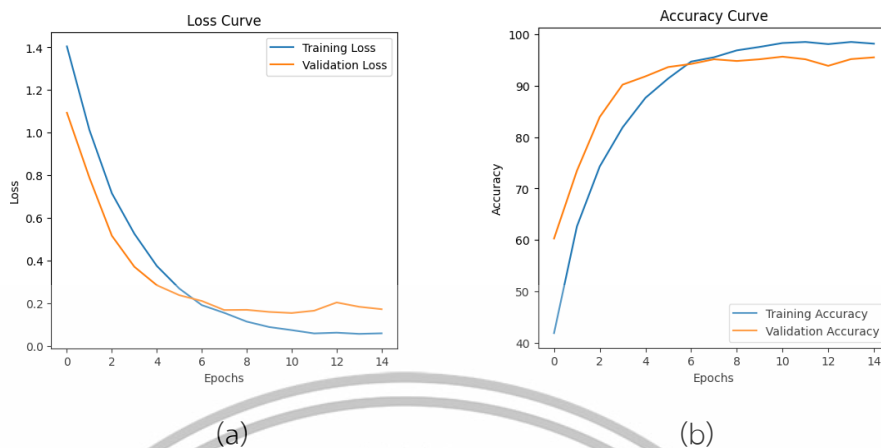 Loss Curve
1.4
1.2
1.0
0.8
0.6
0.4
0.2
0.0
Loss
Training Loss
Validation Loss
0 2 4 6 8 10 12 14
Epochs
(a)
Accuracy Curve
100
90
80
70
60
50
40
Accuracy
Training Accuracy
Validation Accuracy
0 2 4 6 8 10 12 14
Epochs
(b)